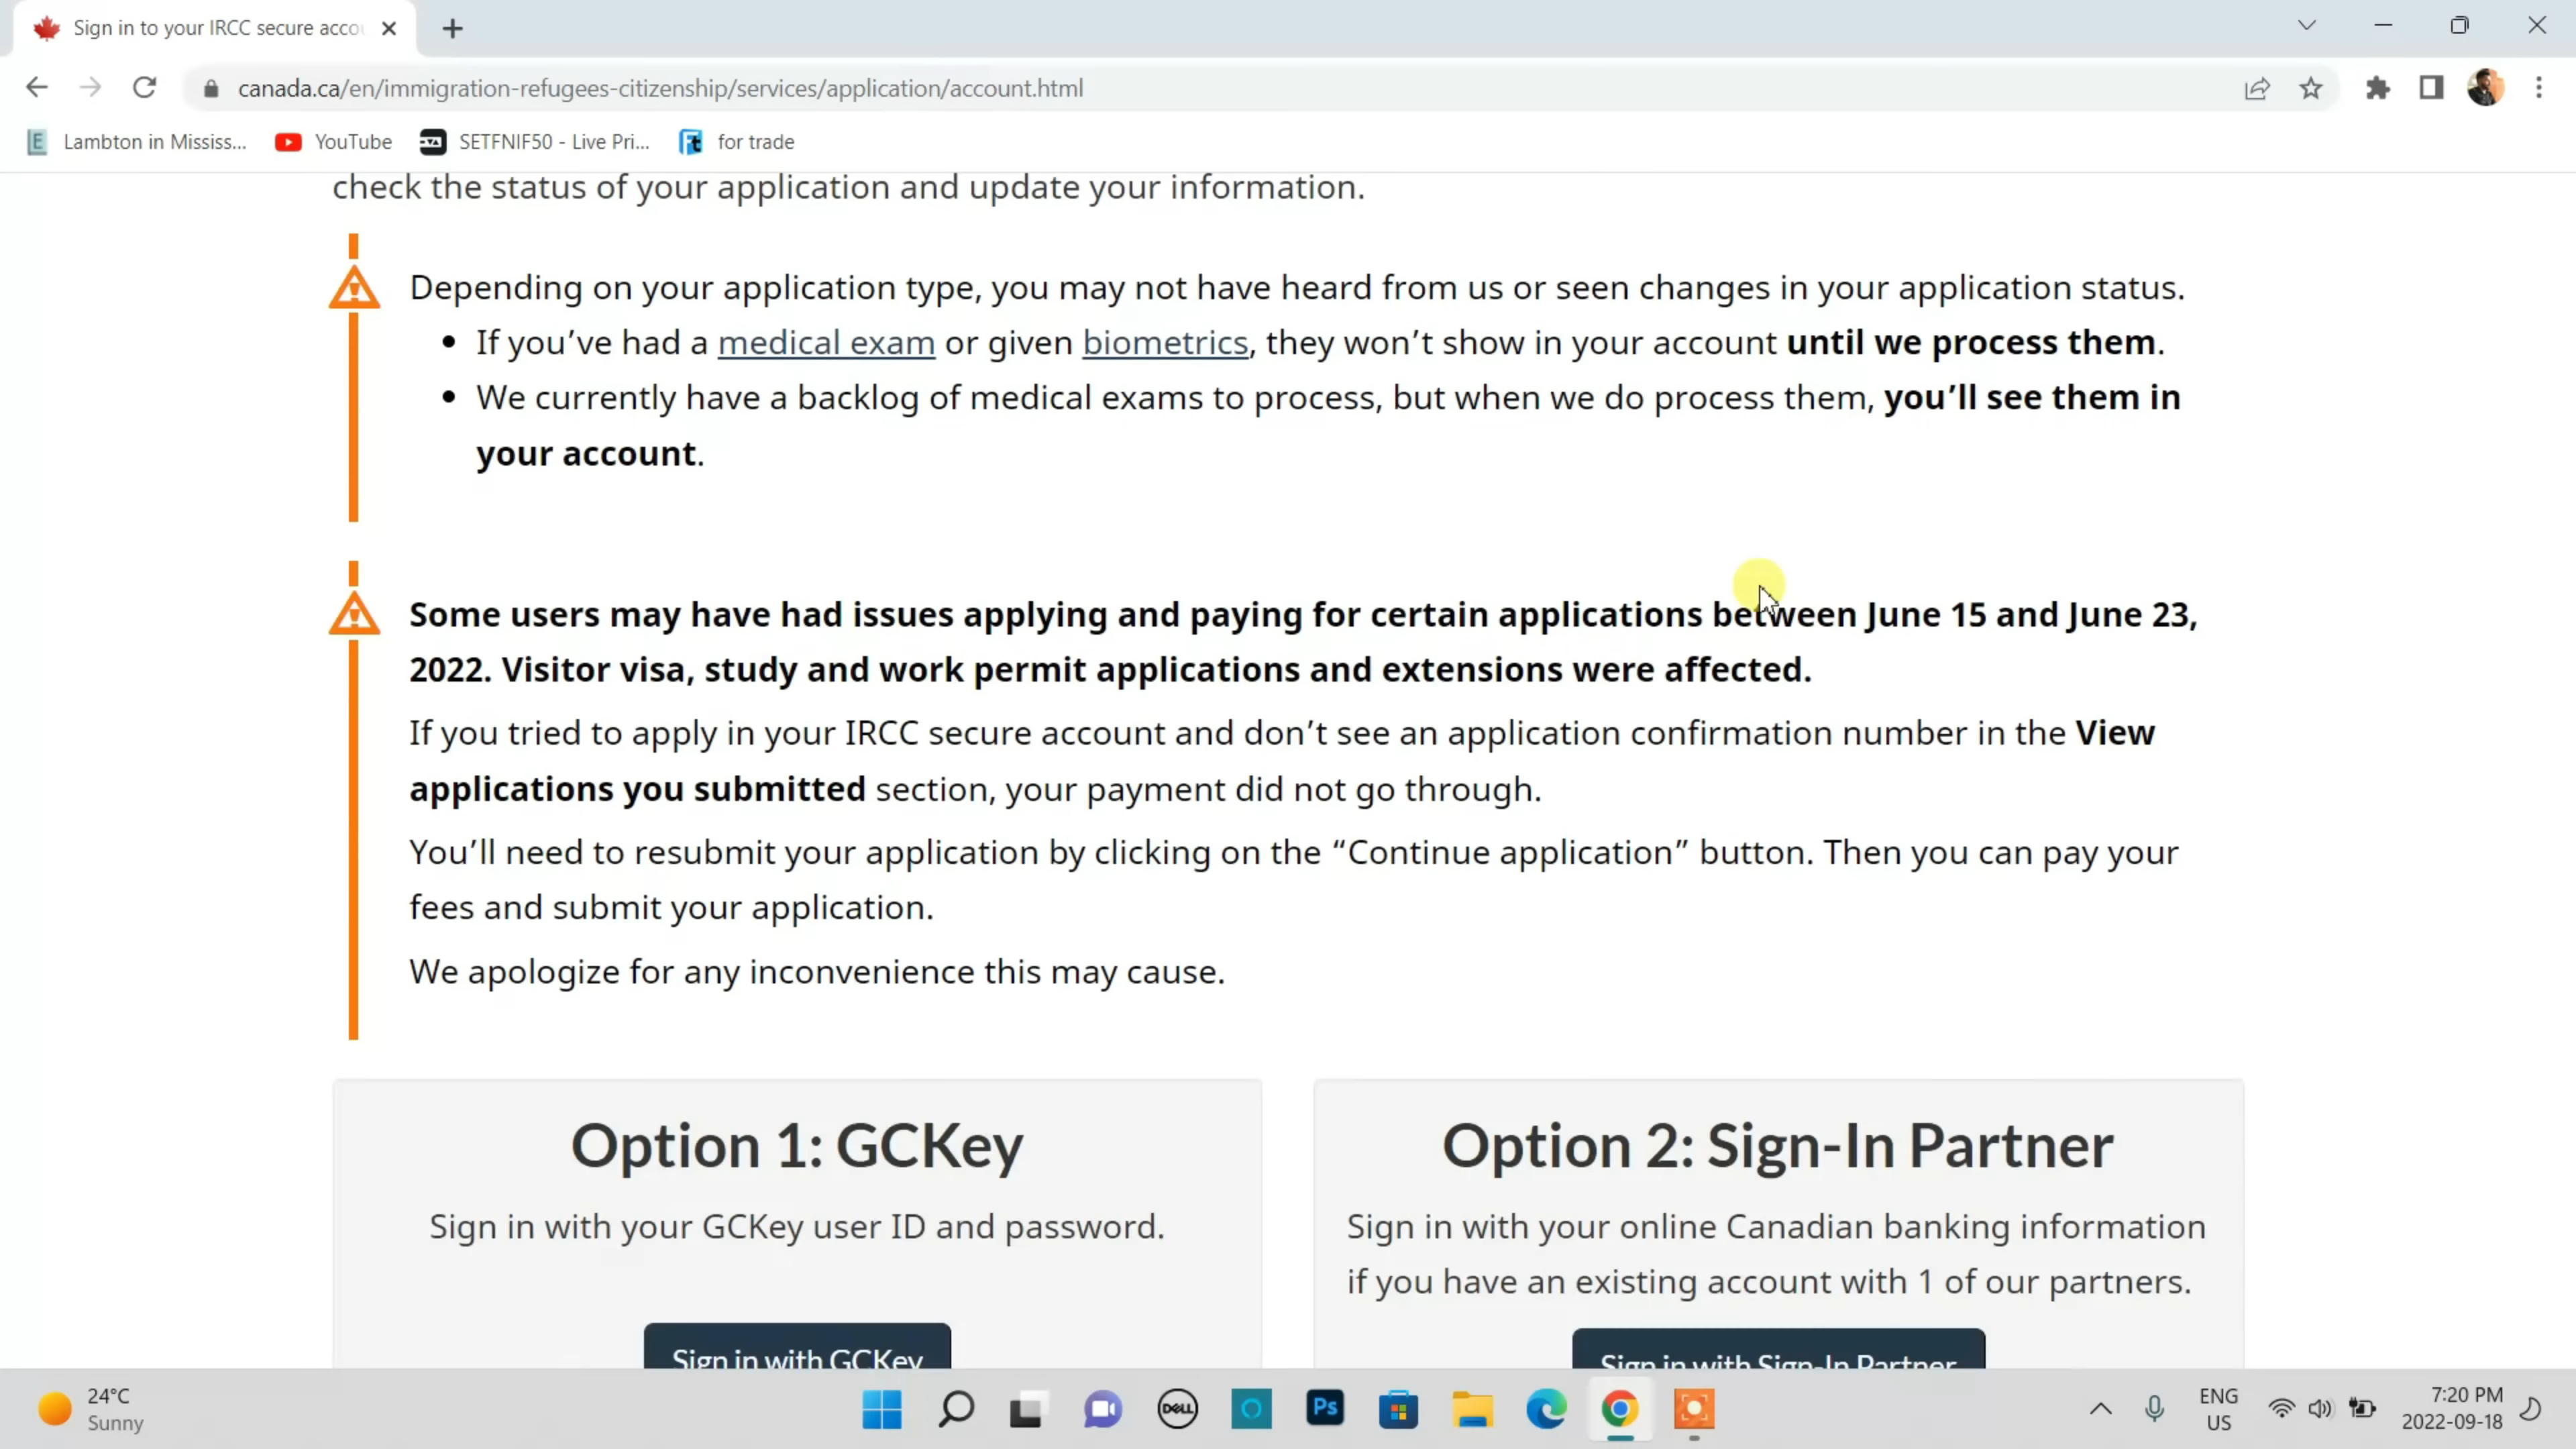 Sign in to your IRCC secure accou
canada.ca/en/immigration-refugees-citizenship/services/application/account.html
Lambton in Mississ...
YouTube
SETFNIF50 - Live Pri...
for trade
check the status of your application and update your information.
Depending on your application type, you may not have heard from us or seen changes in your application status.
• If you’ve had a medical exam or given biometrics, they won’t show in your account until we process them.
• We currently have a backlog of medical exams to process, but when we do process them, you’ll see them in
your account.
Some users may have had issues applying and paying for certain applications between June 15 and June 23,
2022. Visitor visa, study and work permit applications and extensions were affected.
If you tried to apply in your IRCC secure account and don’t see an application confirmation number in the View
applications you submitted section, your payment did not go through.
You’ll need to resubmit your application by clicking on the “Continue application” button. Then you can pay your
fees and submit your application.
We apologize for any inconvenience this may cause.
Option 1: GCKey
Sign in with your GCKey user ID and password.
Sign in with GCKey
Option 2: Sign-In Partner
Sign in with your online Canadian banking information
if you have an existing account with 1 of our partners.
Sign in with Sign-In Partner
24°C
Sunny
DELL
Ps
ENG
US
7:20 PM
2022-09-18